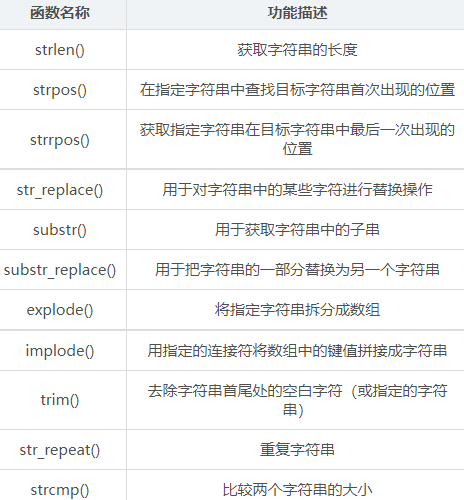 函数名称 功能描述
strlen() 获取字符串的长度
strpos() 在指定字符串中查找目标字符串首次出现的位置
strrpos() 获取指定字符串在目标字符串中最后一次出现的
位置
str_replace() 用于对字符串中的某些字符进行替换操作
substr() 用于获取字符串中的子串
substr_replace() 用于把字符串的一部分替换为另一个字符串
explode() 将指定字符串拆分成数组
implode() 用指定的连接符将数组中的键值拼接成字符串
trim() 去除字符串首尾处的空白字符（或指定的字符
串）
str_repeat() 重复字符串
strcmp() 比较两个字符串的大小